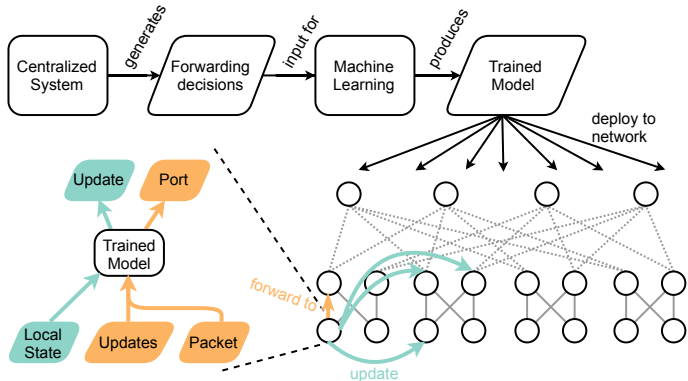 generates
input for
produces
Centralized
System
Forwarding
decisions
Machine
Learning
Trained
Model
deploy to
network
Update
Port
Trained
Model
forward to
Local
State
Updates
Packet
update